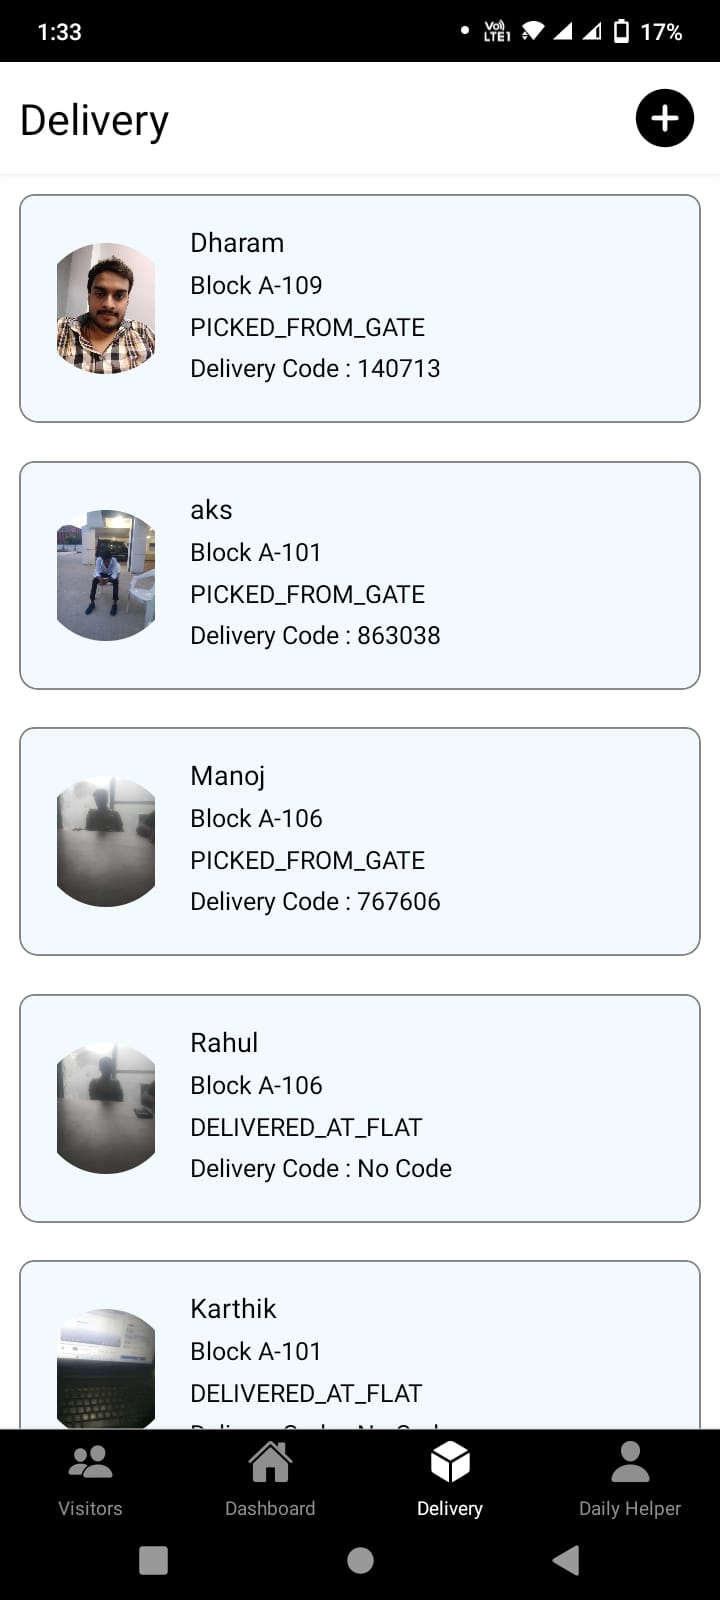 1:33
Vo)) LTE1
17%
Delivery
Dharam
Block A-109
PICKED_FROM_GATE
Delivery Code : 140713
aks
Block A-101
PICKED_FROM_GATE
Delivery Code : 863038
Manoj
Block A-106
PICKED_FROM_GATE
Delivery Code : 767606
Rahul
Block A-106
DELIVERED_AT_FLAT
Delivery Code : No Code
Karthik
Block A-101
DELIVERED_AT_FLAT
Visitors
Dashboard
Delivery
Daily Helper